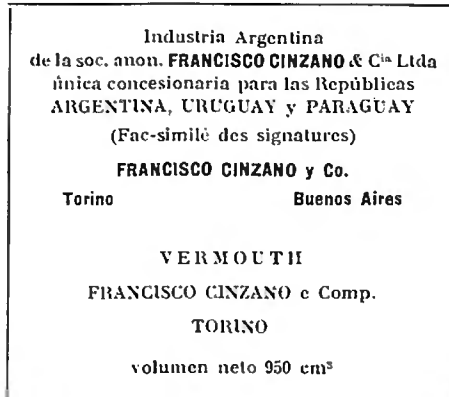 Industria Argentina
de la soc. anon. FRANCISCO CINZANO & Cia Ltda
única concesionaria para las Repúblicas
ARGENTINA, URUGUAY y PARAGUAY
(Fac-similé des signatures)
FRANCISCO CINZANO y Co.
Torino Buenos Aires
VERMOUTH
FRANCISCO CINZANO e Comp.
TORINO
volumen neto 950 cm³